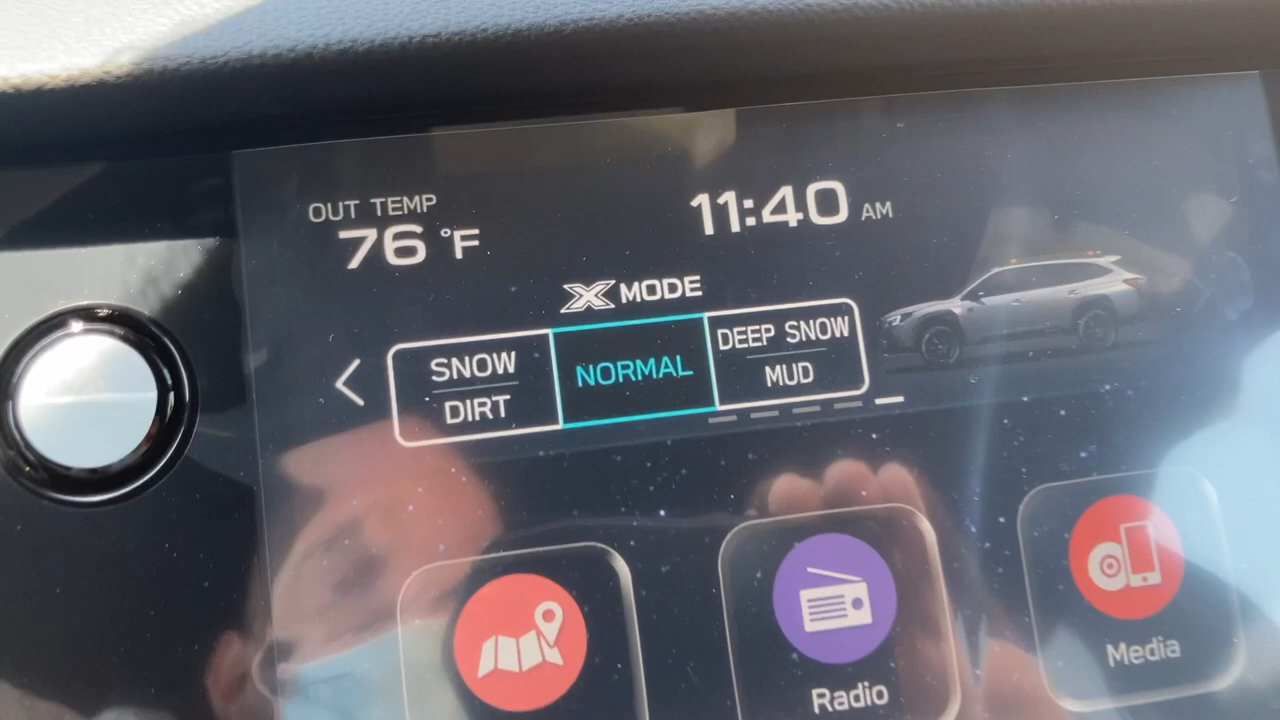 OUT TEMP
76 °F
11:40 AM
X MODE
SNOW
DIRT
NORMAL
DEEP SNOW
MUD
Radio
Media